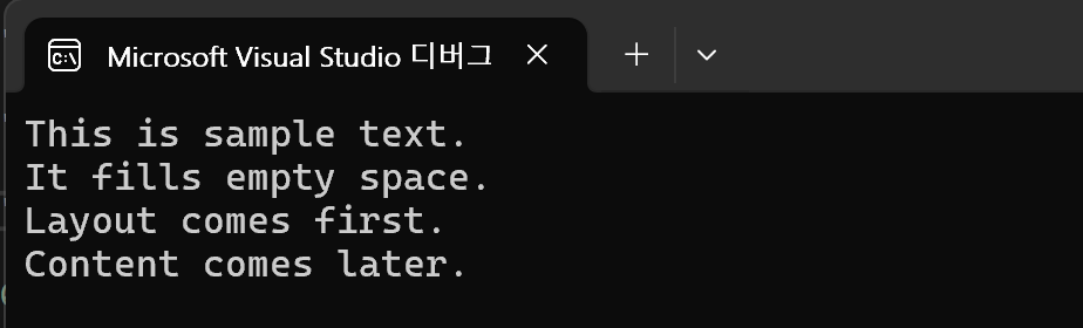 Microsoft Visual Studio 디버그
This is sample text.
It fills empty space.
Layout comes first.
Content comes later.